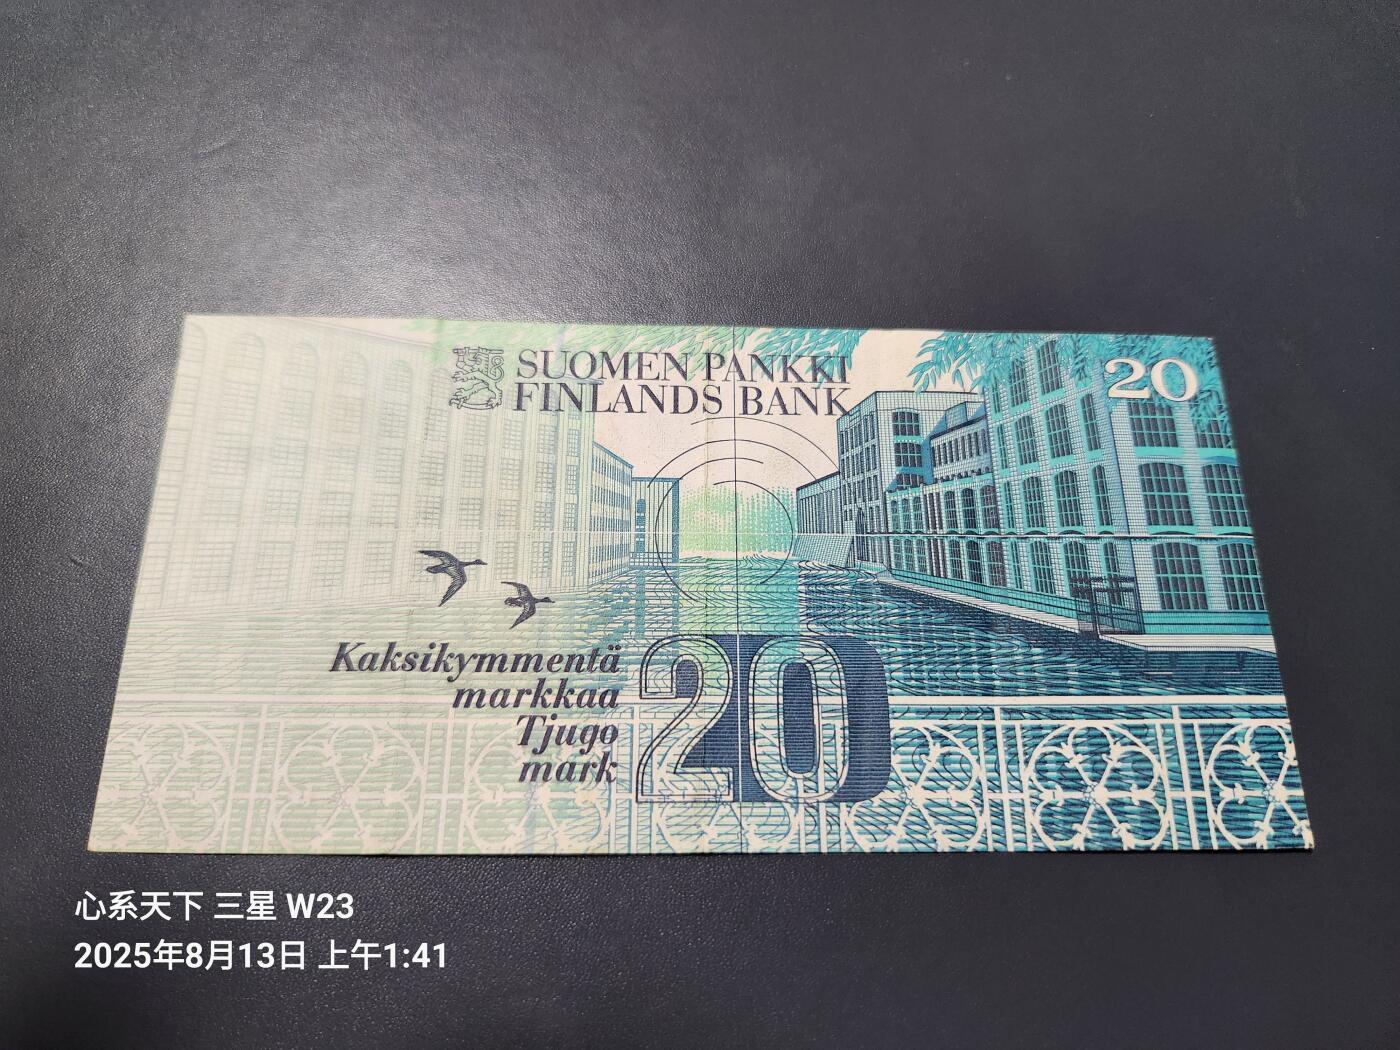 SUOMEN PANKKI
FINLANDS BANK
20
Kaksikymmentä
markkaa
Tjugo
mark
20
心系天下 三星 W23
2025年8月13日 上午1:41